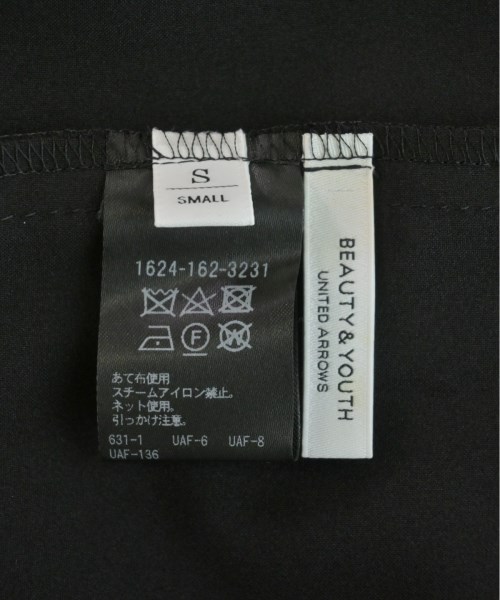 S
SMALL
1624-162-3231
F
W
あて布使用
スチームアイロン禁止。
ネット使用。
引っかけ注意。
631-1 UAF-6 UAF-8
UAF-136
BEAUTY & YOUTH
UNITED ARROWS